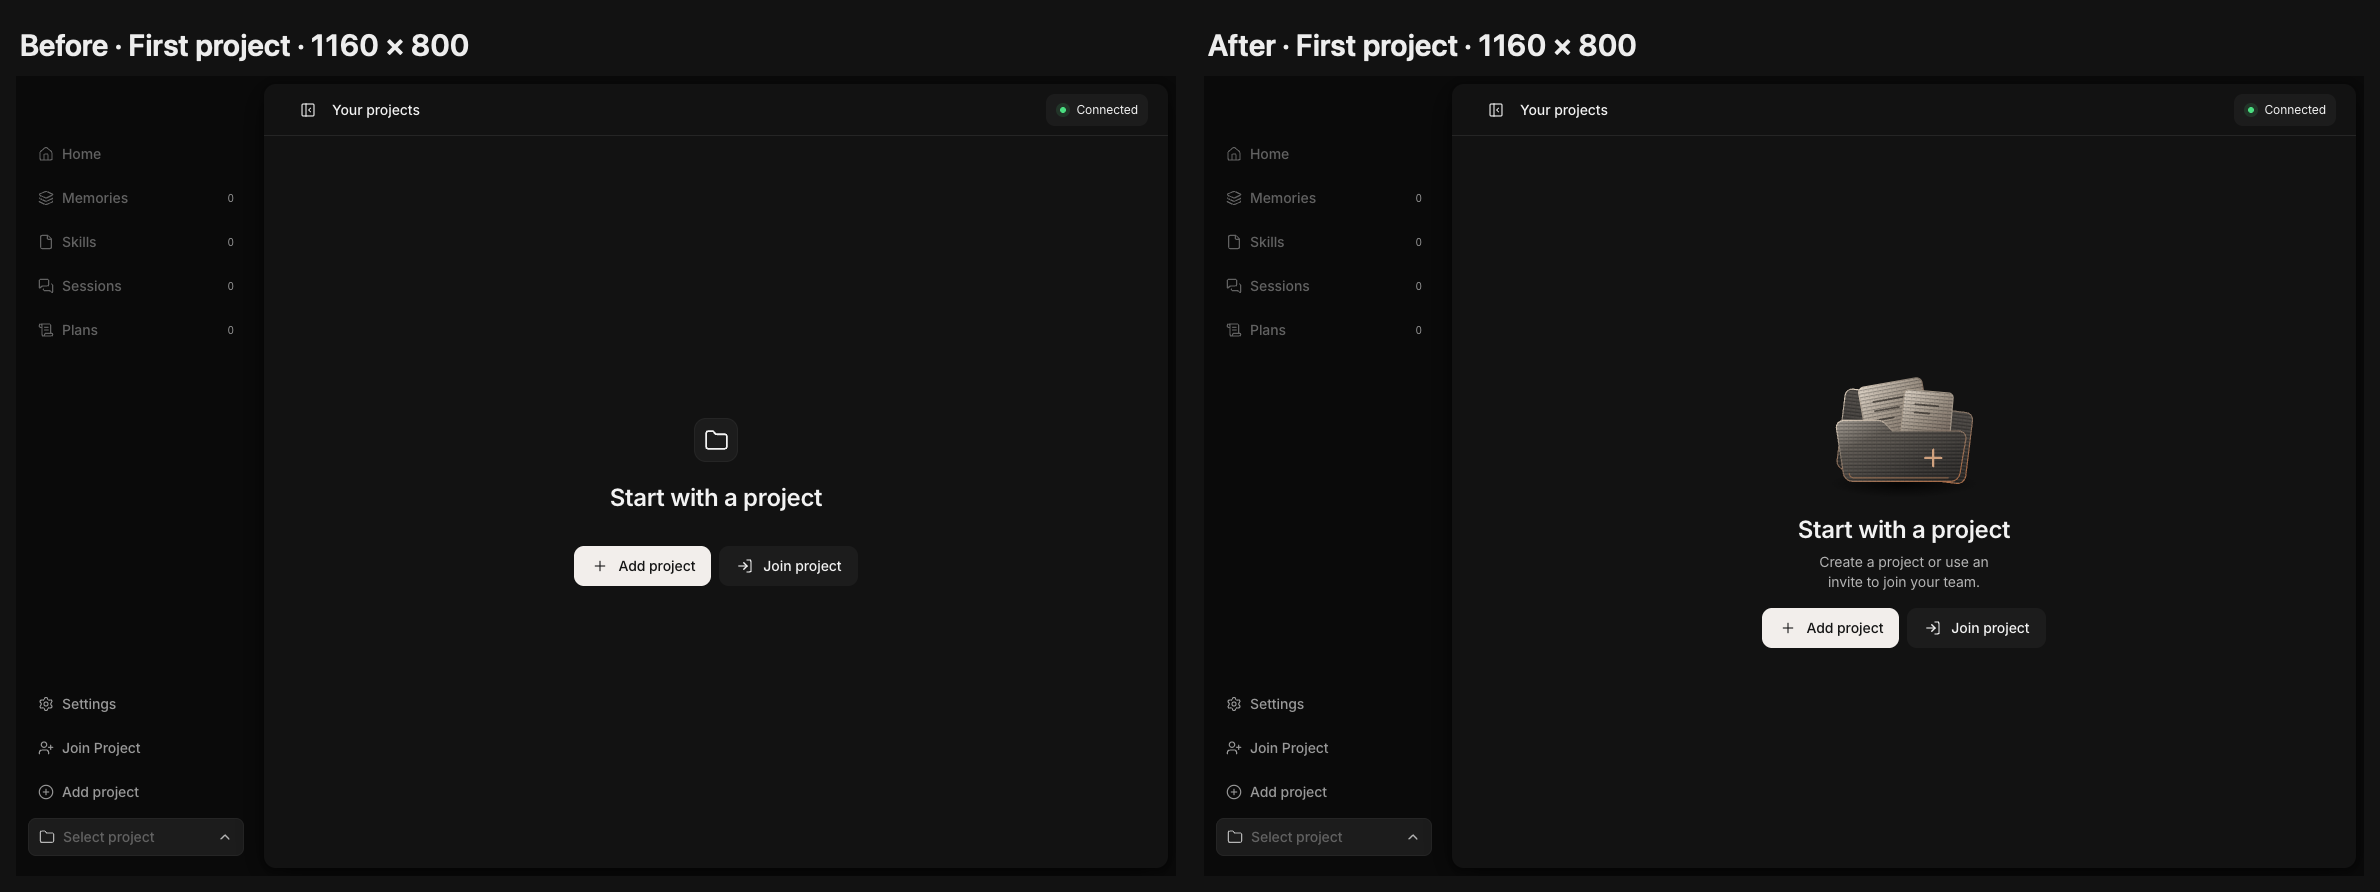 Before · First project · 1160 × 800
Your projects
Connected
Home
Memories 0
Skills 0
Sessions 0
Plans 0
Start with a project
Add project
Join project
Settings
Join Project
Add project
Select project
After · First project · 1160 × 800
Your projects
Connected
Home
Memories 0
Skills 0
Sessions 0
Plans 0
Start with a project
Create a project or use an
invite to join your team.
Add project
Join project
Settings
Join Project
Add project
Select project